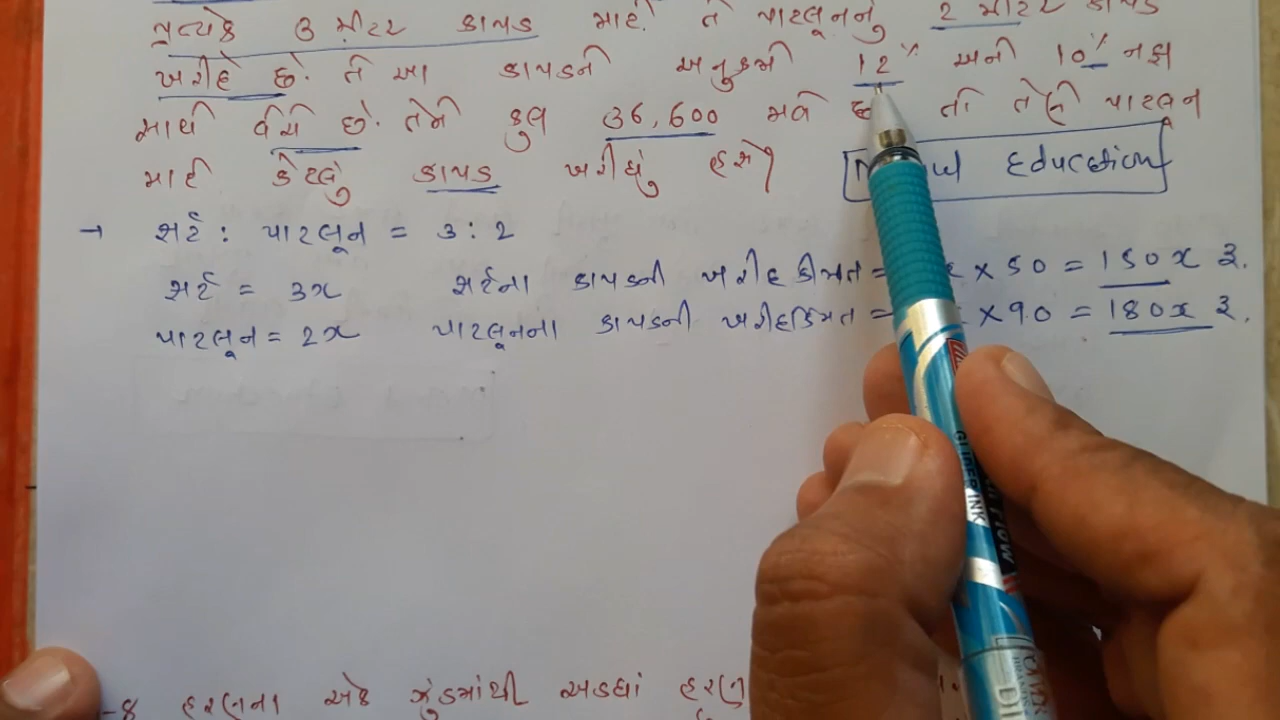 પ્રત્યેક 3 મીટર કાપડ માટે તે પાટલૂનનું 2 મીટર કાપડ
ખરીદે છે. તે આ કાપડને અનુક્રમે 12% અને 10% નફા
સાથે વેચે છે. તેને કુલ 36,600 મળે છે તો તેણે પાટલૂન
માટે કેટલું કાપડ ખરીધું હશે? Education
→ શર્ટ : પાટલૂન = 3 : 2
શર્ટ = 3x શર્ટના કાપડની ખરીદ કીંમત = × 50 = 150x રૂ.
પાટલૂન = 2x પાટલૂનના કાપડની ખરીદકિંમત = × 90 = 180x રૂ.
-8 હરણના એક ઝુંડમાંથી અડધાં હરણ